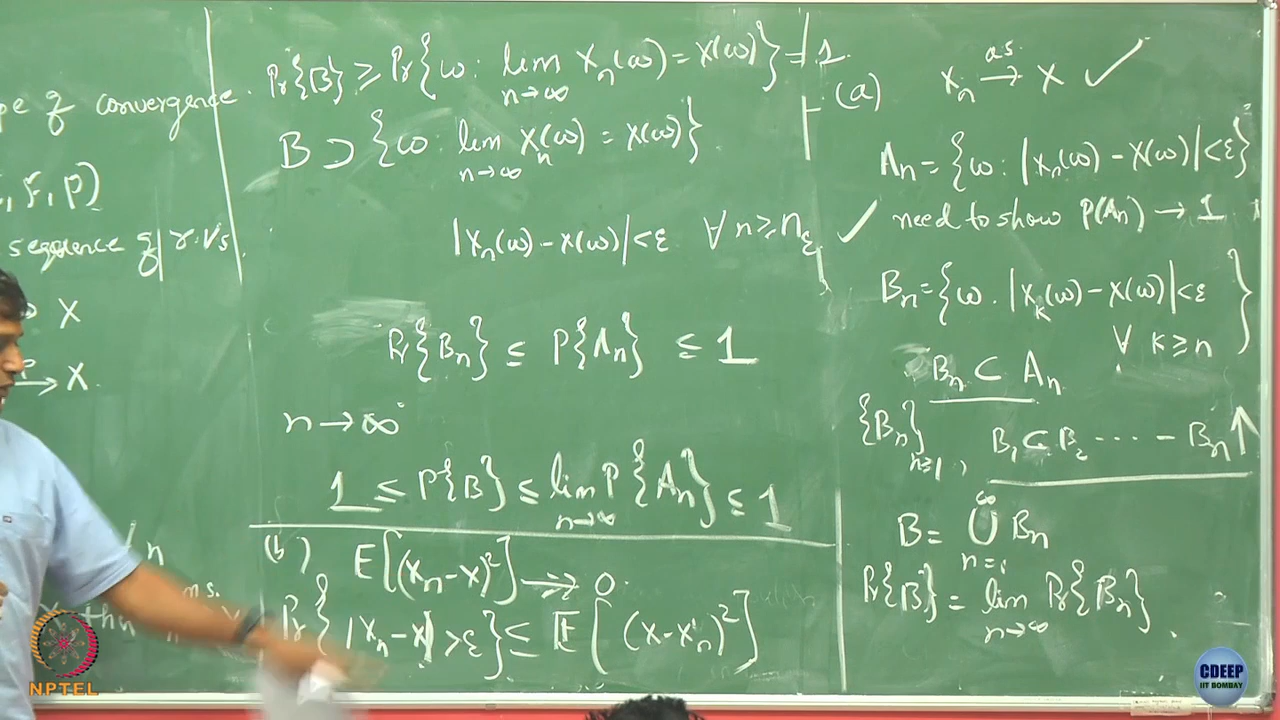 pe of convergence.
, F, P)
sequence of r.vs.
→ X
→ X.
m.s.
Pr{B} ≥ Pr{ω: lim_{n→∞} X_n(ω) = X(ω)} = 1.
B ⊃ {ω: lim_{n→∞} X_n(ω) = X(ω)}
|X_n(ω) - X(ω)| < ε ∀ n ≥ n_ε ✓
Pr{B_n} ≤ P{A_n} ≤ 1
n → ∞
1 ≤ P{B} ≤ lim_{n→∞} P{A_n} ≤ 1
(b) E[(X_n - X)²] → 0
Pr{|X_n - X| > ε} ≤ E[(X - X_n)²]
(a) X_n →^{a.s} X ✓
A_n = {ω: |X_n(ω) - X(ω)| < ε}
need to show P(A_n) → 1
B_n = {ω. |X_k(ω) - X(ω)| < ε
∀ k ≥ n}
B_n ⊂ A_n
{B_n}_{n≥1}, B_1 ⊂ B_2 ---- - B_n ↑
B = ∪_{n=1}^{∞} B_n
Pr{B} = lim_{n→∞} Pr{B_n}.
NPTEL
CDEEP
IIT BOMBAY